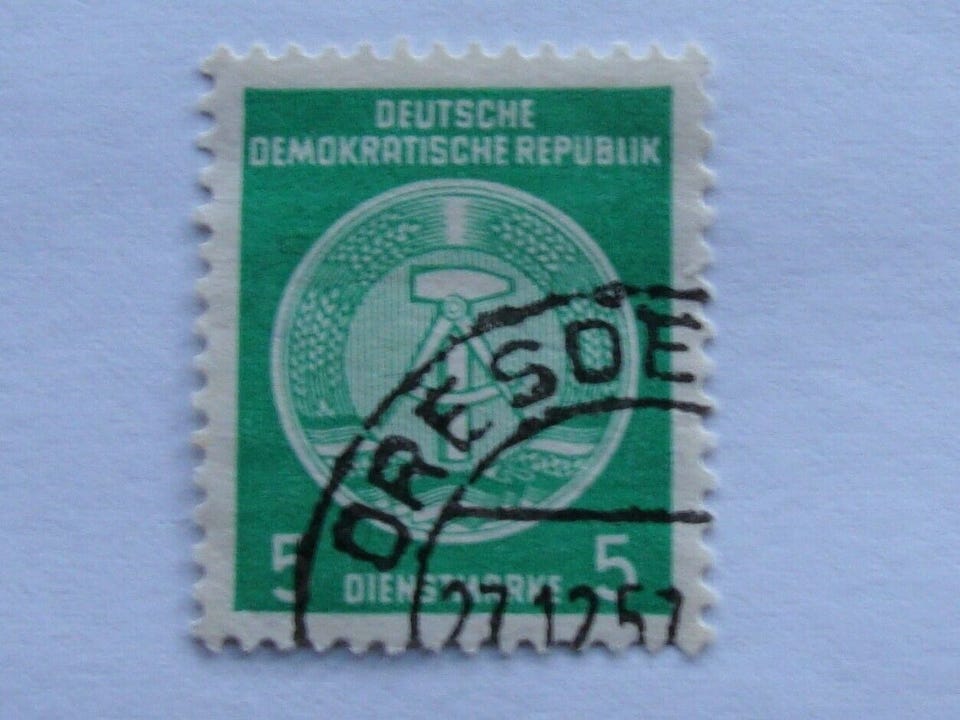 DEUTSCHE
DEMOKRATISCHE REPUBLIK
DRESDE
5 DIENSTMARKE 5
27.12.57